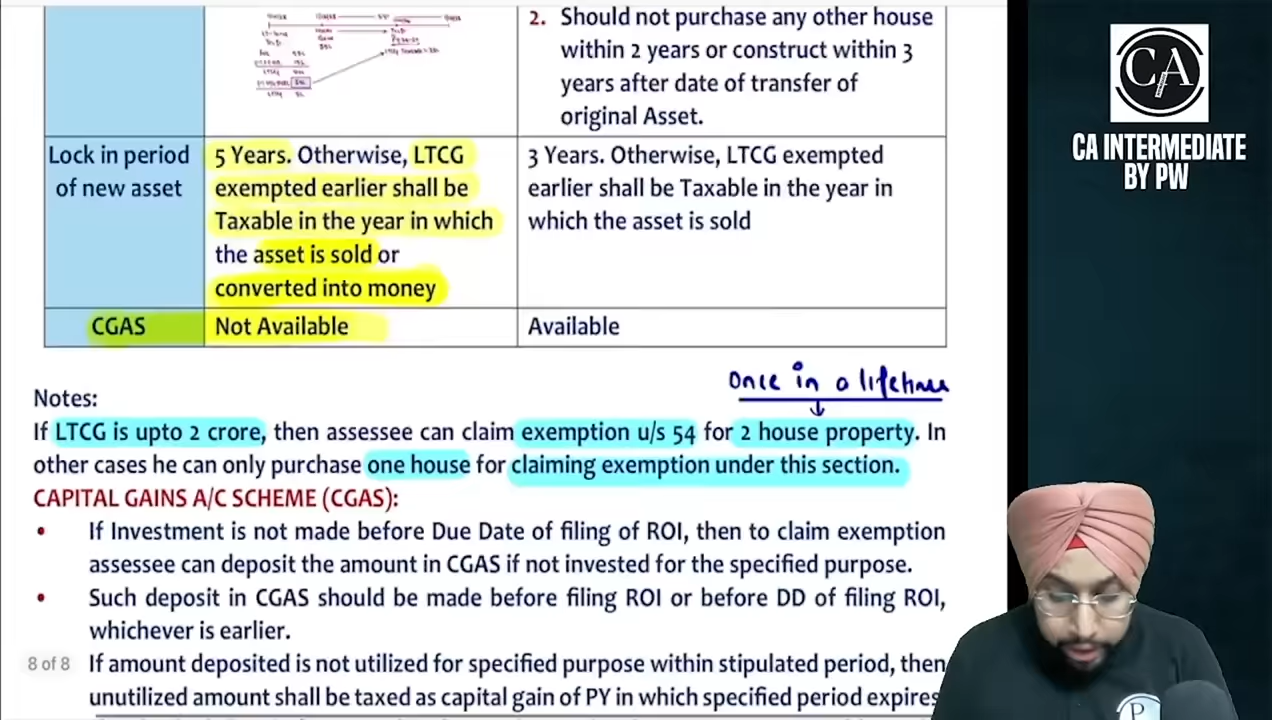 2. Should not purchase any other house
within 2 years or construct within 3
years after date of transfer of
original Asset.
Lock in period
of new asset
5 Years. Otherwise, LTCG
exempted earlier shall be
Taxable in the year in which
the asset is sold or
converted into money
3 Years. Otherwise, LTCG exempted
earlier shall be Taxable in the year in
which the asset is sold
CGAS
Not Available
Available
Once in a lifetime
Notes:
If LTCG is upto 2 crore, then assessee can claim exemption u/s 54 for 2 house property. In
other cases he can only purchase one house for claiming exemption under this section.
CAPITAL GAINS A/C SCHEME (CGAS):
• If Investment is not made before Due Date of filing of ROI, then to claim exemption
assessee can deposit the amount in CGAS if not invested for the specified purpose.
• Such deposit in CGAS should be made before filing ROI or before DD of filing ROI,
whichever is earlier.
If amount deposited is not utilized for specified purpose within stipulated period, then
unutilized amount shall be taxed as capital gain of PY in which specified period expires
8 of 8
CA
CA INTERMEDIATE
BY PW
P